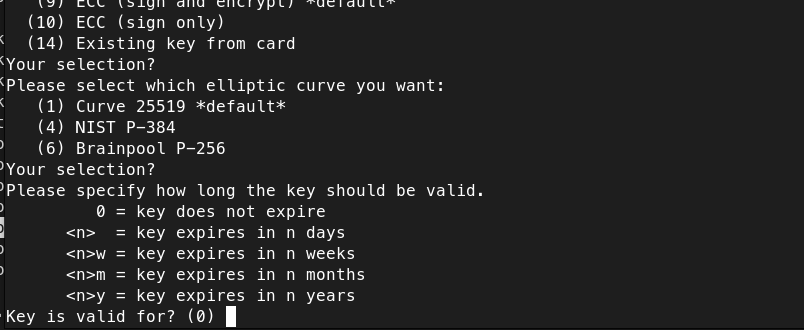 (9) ECC (sign and encrypt) *default*
(10) ECC (sign only)
(14) Existing key from card
Your selection?
Please select which elliptic curve you want:
(1) Curve 25519 *default*
(4) NIST P-384
(6) Brainpool P-256
Your selection?
Please specify how long the key should be valid.
0 = key does not expire
<n>  = key expires in n days
<n>w = key expires in n weeks
<n>m = key expires in n months
<n>y = key expires in n years
Key is valid for? (0)